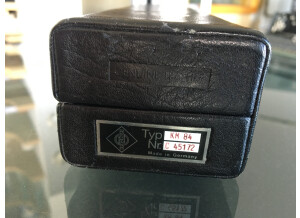 Typ KM 84
Nr. C 45172
Made in Germany